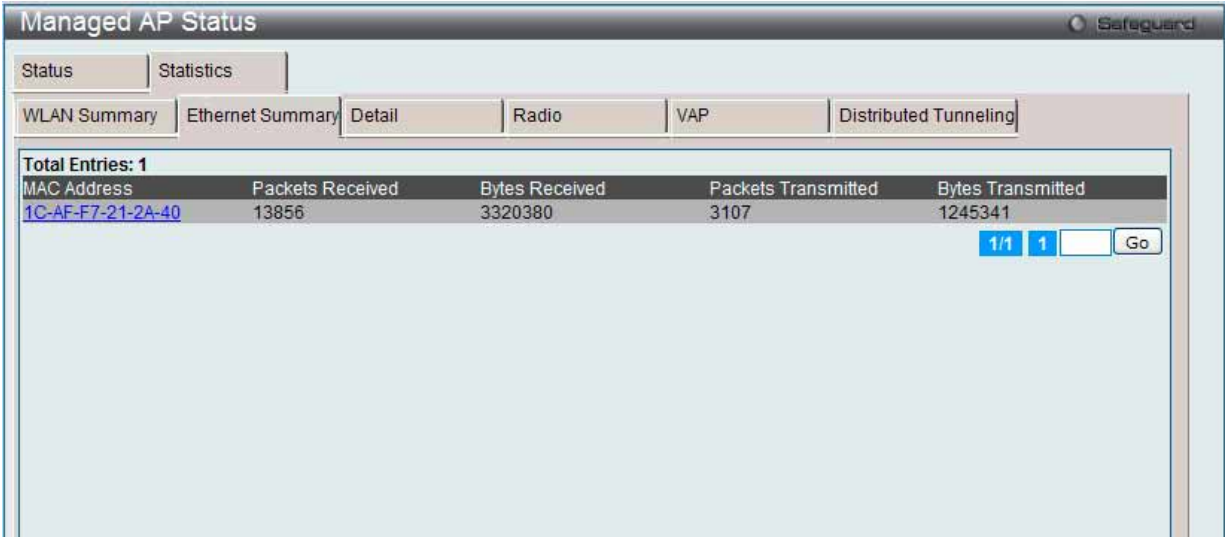 Managed AP Status Safeguard
Status Statistics
WLAN Summary Ethernet Summary Detail Radio VAP Distributed Tunneling
Total Entries: 1
MAC Address Packets Received Bytes Received Packets Transmitted Bytes Transmitted
1C-AF-F7-21-2A-40 13856 3320380 3107 1245341
1/1 1 Go